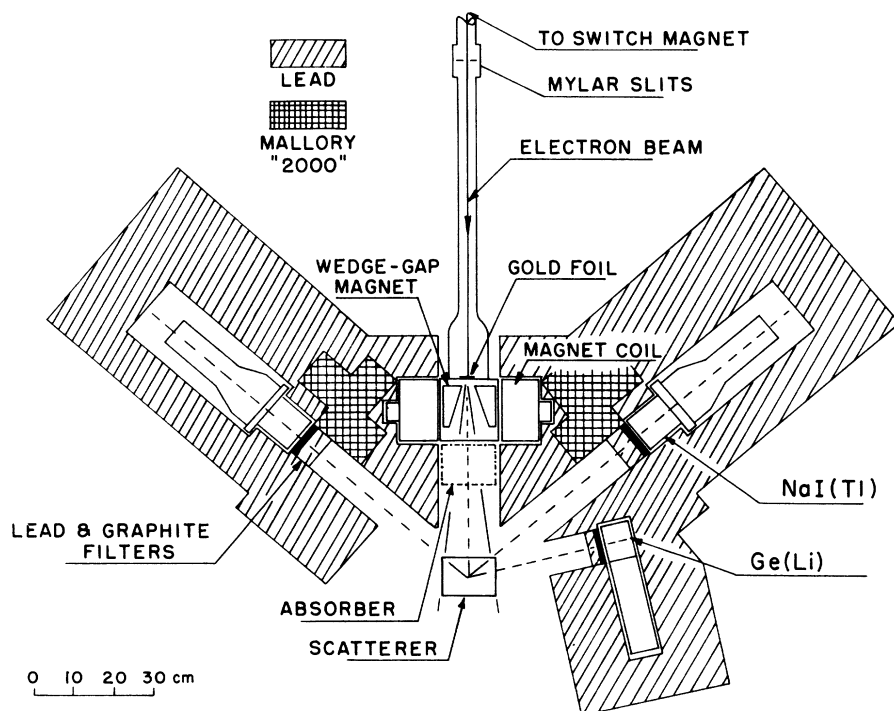 TO SWITCH MAGNET
LEAD
MYLAR SLITS
MALLORY
"2000"
ELECTRON BEAM
WEDGE-GAP
MAGNET
GOLD FOIL
MAGNET COIL
NaI(Tl)
LEAD & GRAPHITE
FILTERS
Ge(Li)
ABSORBER
SCATTERER
0 10 20 30 cm